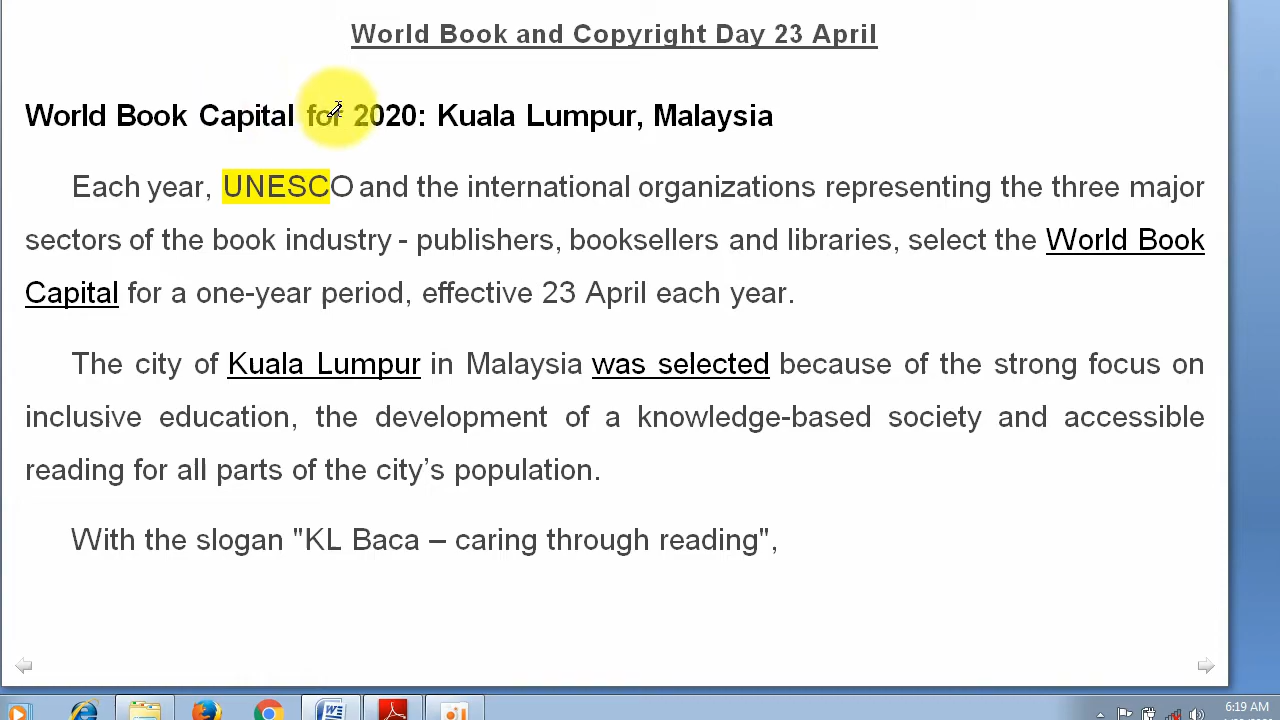 World Book and Copyright Day 23 April
World Book Capital for 2020: Kuala Lumpur, Malaysia
Each year, UNESCO and the international organizations representing the three major
sectors of the book industry - publishers, booksellers and libraries, select the World Book
Capital for a one-year period, effective 23 April each year.
The city of Kuala Lumpur in Malaysia was selected because of the strong focus on
inclusive education, the development of a knowledge-based society and accessible
reading for all parts of the city’s population.
With the slogan "KL Baca – caring through reading",
6:19 AM